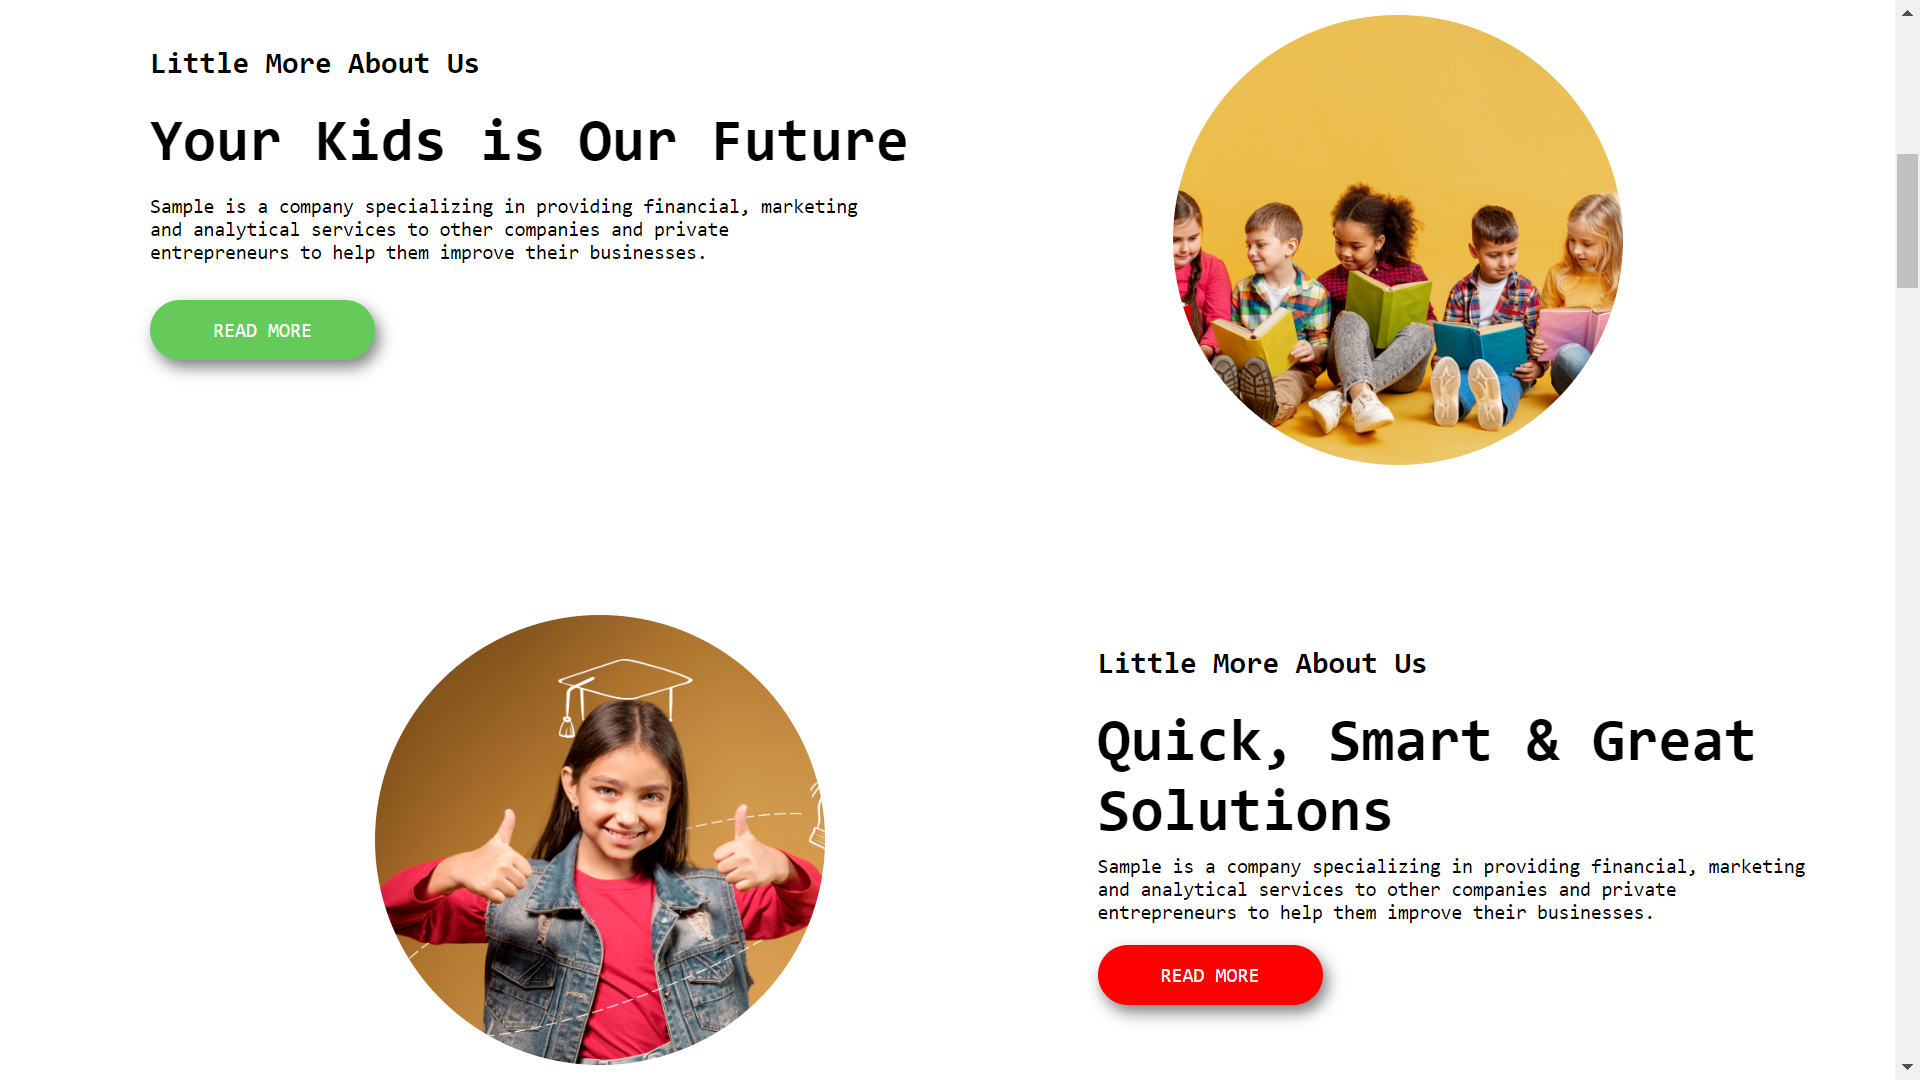 Little More About Us
Your Kids is Our Future
Sample is a company specializing in providing financial, marketing
and analytical services to other companies and private
entrepreneurs to help them improve their businesses.
READ MORE
Little More About Us
Quick, Smart & Great
Solutions
Sample is a company specializing in providing financial, marketing
and analytical services to other companies and private
entrepreneurs to help them improve their businesses.
READ MORE